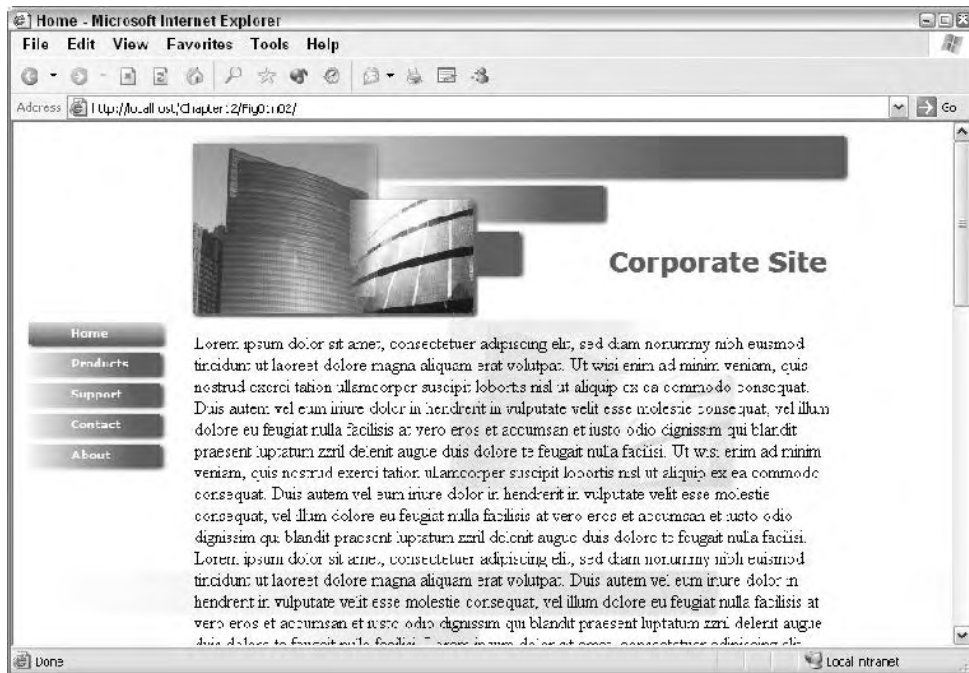 Home - Microsoft Internet Explorer
File Edit View Favorites Tools Help
Address Go
Corporate Site
Home
Products
Support
Contact
About
Lorem ipsum dolor sit amet, consectetuer adipiscing elit, sed diam nonummy nibh euismod
tincidunt ut laoreet dolore magna aliquam erat volutpat. Ut wisi enim ad minim veniam, quis
nostrud exerci tation ullamcorper suscipit lobortis nisl ut aliquip ex ea commodo consequat.
Duis autem vel eum iriure dolor in hendrerit in vulputate velit esse molestie consequat, vel illum
dolore eu feugiat nulla facilisis at vero eros et accumsan et iusto odio dignissim qui blandit
praesent luptatum zzril delenit augue duis dolore te feugait nulla facilisi. Ut wisi enim ad minim
veniam, quis nostrud exerci tation ulamcorper suscipit lobortis nisl ut aliquip ex ea commodo
consequat. Duis autem vel eum iriure dolor in hendrerit in vulputate velit esse molestie
consequat, vel illum dolore eu feugiat nulla facilisis at vero eros et accumsan et iusto odio
dignissim qui blandit praesent luptatum zzril delenit augue duis dolore te feugait nulla facilisi.
Lorem ipsum dolor sit amet, consectetuer adipiscing elit, sed diam nonummy nibh euismod
tincidunt ut laoreet dolore magna aliquam erat volutpat. Duis autem vel eum iriure dolor in
hendrerit in vulputate velit esse molestie consequat, vel illum dolore eu feugiat nulla facilisis at
vero eros et accumsan et iusto odio dignissim qui blandit praesent luptatum zzril delenit augue
Done Local intranet